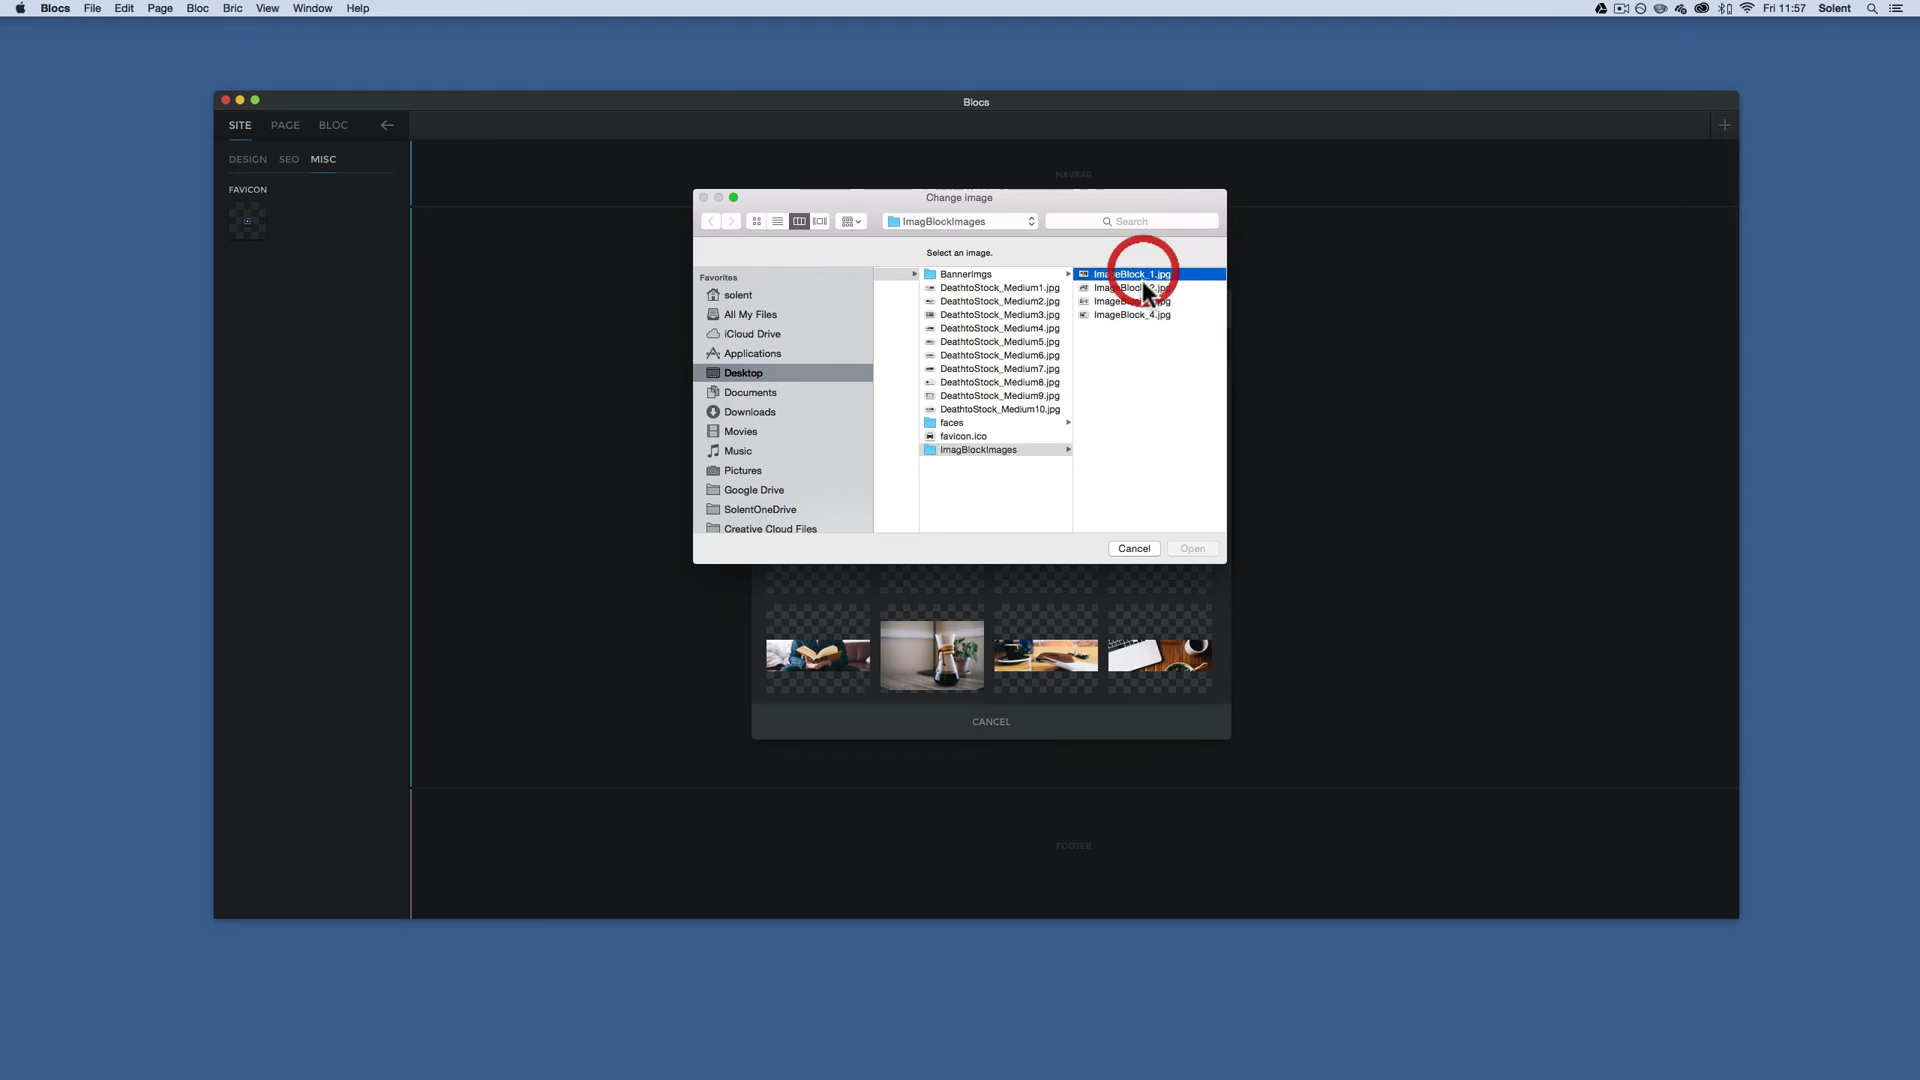 Blocs File Edit Page Bloc Bric View Window Help Fri 11:57 Solent
Blocs
SITE PAGE BLOC
DESIGN SEO MISC
FAVICON
NAVBAR
Change image
ImagBlockImages
Search
Select an image.
Favorites
solent
All My Files
iCloud Drive
Applications
Desktop
Documents
Downloads
Movies
Music
Pictures
Google Drive
SolentOneDrive
Creative Cloud Files
BannerImgs
DeathtoStock_Medium1.jpg
DeathtoStock_Medium2.jpg
DeathtoStock_Medium3.jpg
DeathtoStock_Medium4.jpg
DeathtoStock_Medium5.jpg
DeathtoStock_Medium6.jpg
DeathtoStock_Medium7.jpg
DeathtoStock_Medium8.jpg
DeathtoStock_Medium9.jpg
DeathtoStock_Medium10.jpg
faces
favicon.ico
ImagBlockImages
ImageBlock_1.jpg
ImageBlock_4.jpg
Cancel Open
CANCEL
FOOTER